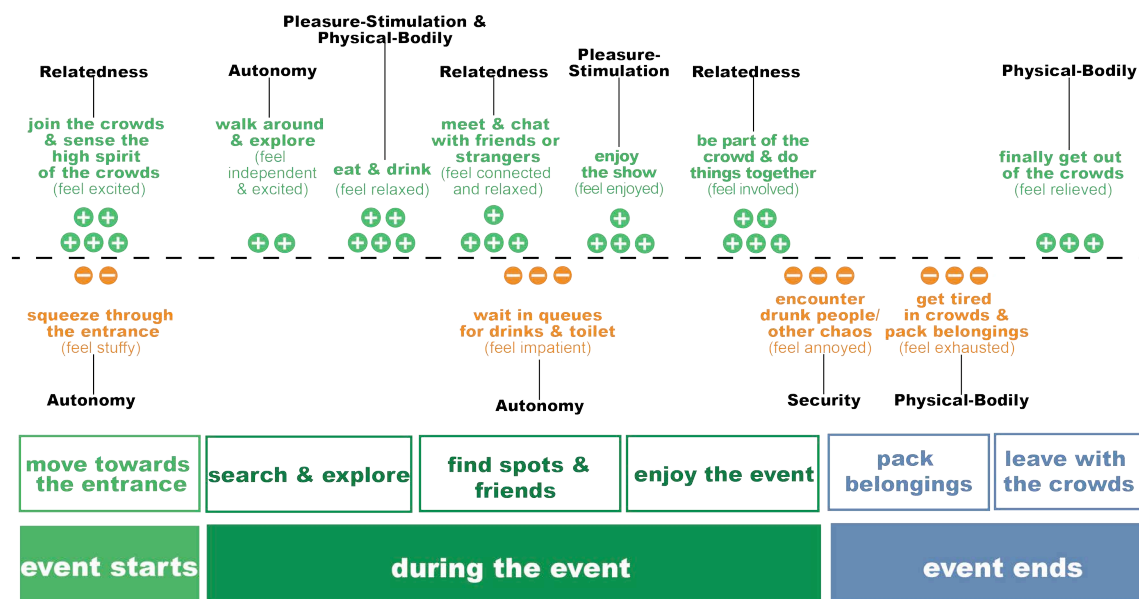 Pleasure-Stimulation &
Physical-Bodily
Relatedness
Autonomy
Relatedness
Pleasure-
Stimulation
Relatedness
Physical-Bodily
join the crowds
& sense the
high spirit
of the crowds
(feel excited)
walk around
& explore
(feel
independent
& excited)
eat & drink
(feel relaxed)
meet & chat
with friends or
strangers
(feel connected
and relaxed)
enjoy
the show
(feel enjoyed)
be part of the
crowd & do
things together
(feel involved)
finally get out
of the crowds
(feel relieved)
squeeze through
the entrance
(feel stuffy)
Autonomy
wait in queues
for drinks & toilet
(feel impatient)
Autonomy
encounter
drunk people/
other chaos
(feel annoyed)
Security
get tired
in crowds &
pack belongings
(feel exhausted)
Physical-Bodily
move towards
the entrance
search & explore
find spots &
friends
enjoy the event
pack
belongings
leave with
the crowds
event starts
during the event
event ends